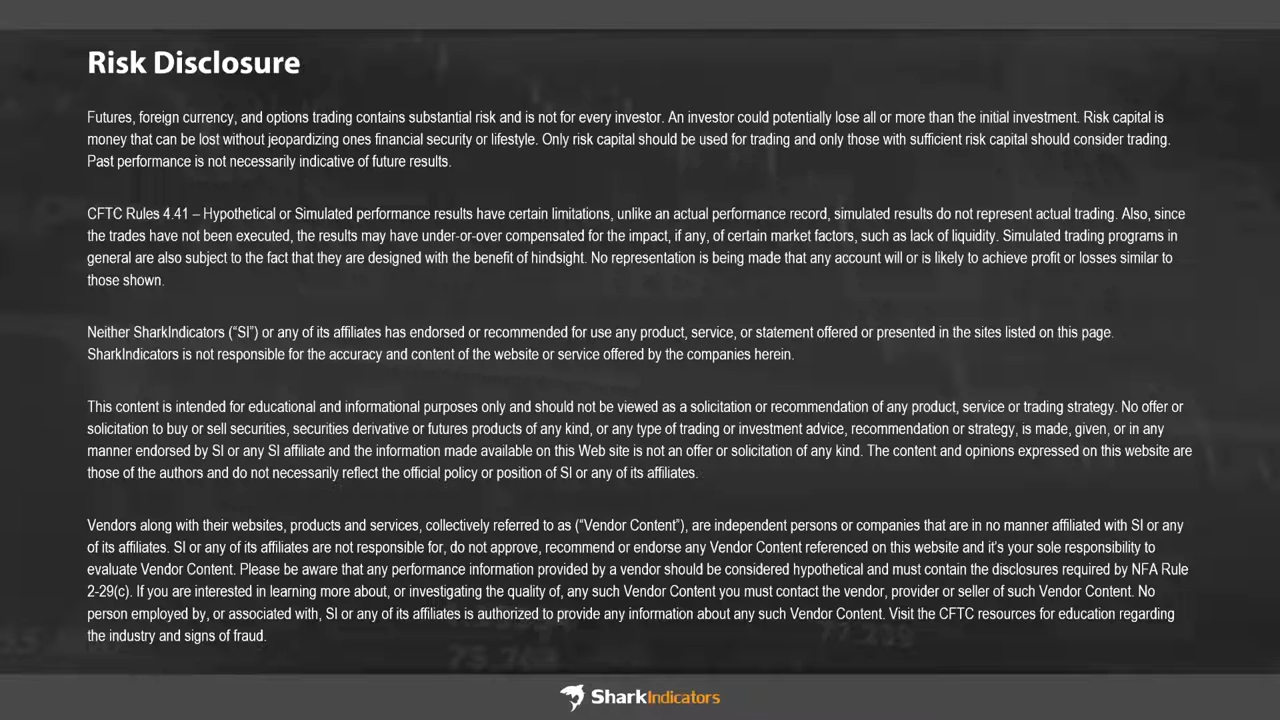 Risk Disclosure
Futures, foreign currency, and options trading contains substantial risk and is not for every investor. An investor could potentially lose all or more than the initial investment. Risk capital is
money that can be lost without jeopardizing ones financial security or lifestyle. Only risk capital should be used for trading and only those with sufficient risk capital should consider trading.
Past performance is not necessarily indicative of future results.
CFTC Rules 4.41 – Hypothetical or Simulated performance results have certain limitations, unlike an actual performance record, simulated results do not represent actual trading. Also, since
the trades have not been executed, the results may have under-or-over compensated for the impact, if any, of certain market factors, such as lack of liquidity. Simulated trading programs in
general are also subject to the fact that they are designed with the benefit of hindsight. No representation is being made that any account will or is likely to achieve profit or losses similar to
those shown.
Neither SharkIndicators (“SI”) or any of its affiliates has endorsed or recommended for use any product, service, or statement offered or presented in the sites listed on this page.
SharkIndicators is not responsible for the accuracy and content of the website or service offered by the companies herein.
This content is intended for educational and informational purposes only and should not be viewed as a solicitation or recommendation of any product, service or trading strategy. No offer or
solicitation to buy or sell securities, securities derivative or futures products of any kind, or any type of trading or investment advice, recommendation or strategy, is made, given, or in any
manner endorsed by SI or any SI affiliate and the information made available on this Web site is not an offer or solicitation of any kind. The content and opinions expressed on this website are
those of the authors and do not necessarily reflect the official policy or position of SI or any of its affiliates.
Vendors along with their websites, products and services, collectively referred to as (“Vendor Content”), are independent persons or companies that are in no manner affiliated with SI or any
of its affiliates. SI or any of its affiliates are not responsible for, do not approve, recommend or endorse any Vendor Content referenced on this website and it's your sole responsibility to
evaluate Vendor Content. Please be aware that any performance information provided by a vendor should be considered hypothetical and must contain the disclosures required by NFA Rule
2-29(c). If you are interested in learning more about, or investigating the quality of, any such Vendor Content you must contact the vendor, provider or seller of such Vendor Content. No
person employed by, or associated with, SI or any of its affiliates is authorized to provide any information about any such Vendor Content. Visit the CFTC resources for education regarding
the industry and signs of fraud.
SharkIndicators